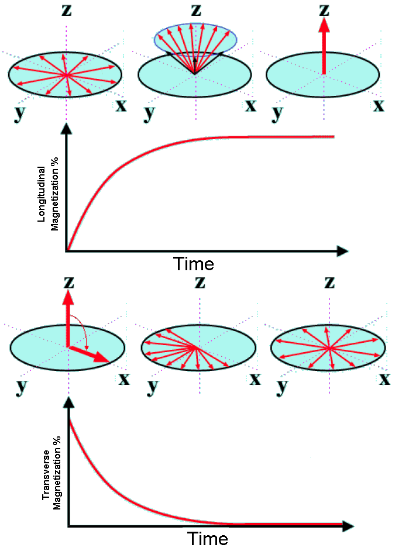 z z z
y x y x y x
Longitudinal
Magnetization %
Time
z z z
y x y x y x
Transverse
Magnetization %
Time